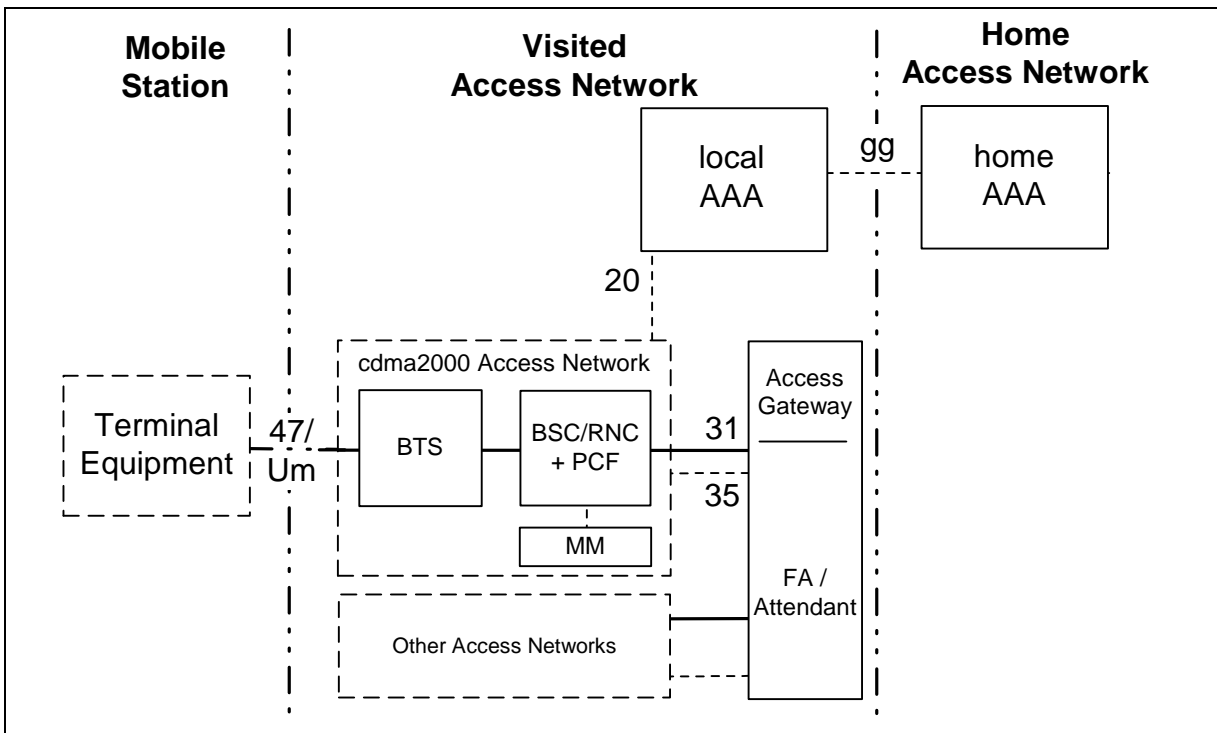 Mobile
Station
Visited
Access Network
Home
Access Network
local
AAA
gg
home
AAA
20
cdma2000 Access Network
Terminal
Equipment
47/
Um
BTS
BSC/RNC
+ PCF
MM
31
35
Access
Gateway
FA /
Attendant
Other Access Networks